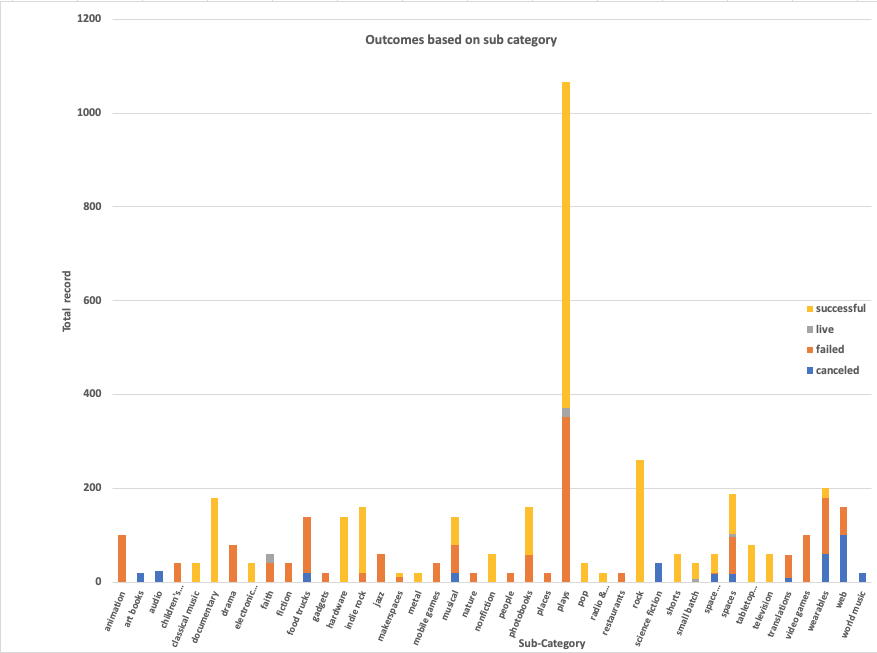 Outcomes based on sub category
1200
1000
800
600
400
200
0
Total record
successful
live
failed
canceled
animation
art books
audio
children's...
classical music
documentary
drama
electronic...
faith
fiction
food trucks
gadgets
hardware
indie rock
jazz
makerspaces
metal
mobile games
musical
nature
nonfiction
people
photobooks
places
plays
pop
radio &...
restaurants
rock
science fiction
shorts
small batch
space...
spaces
tabletop...
television
translations
video games
wearables
web
world music
Sub-Category